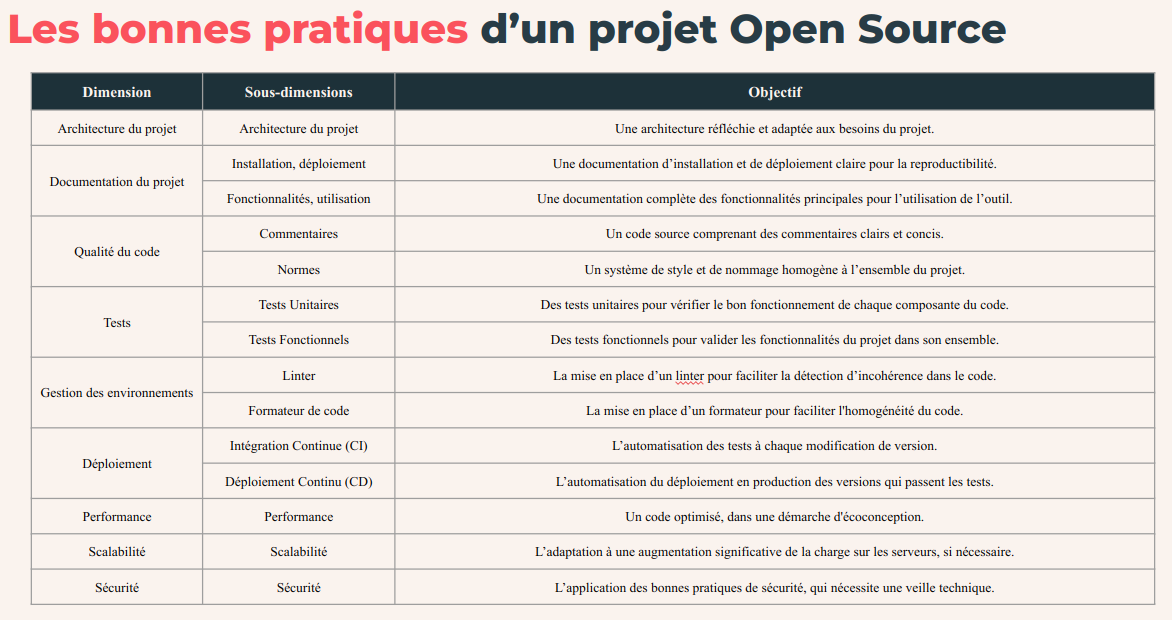 Les bonnes pratiques d’un projet Open Source
Dimension Sous-dimensions Objectif
Architecture du projet Architecture du projet Une architecture réfléchie et adaptée aux besoins du projet.
Documentation du projet Installation, déploiement Une documentation d’installation et de déploiement claire pour la reproductibilité.
Fonctionnalités, utilisation Une documentation complète des fonctionnalités principales pour l’utilisation de l’outil.
Qualité du code Commentaires Un code source comprenant des commentaires clairs et concis.
Normes Un système de style et de nommage homogène à l’ensemble du projet.
Tests Tests Unitaires Des tests unitaires pour vérifier le bon fonctionnement de chaque composante du code.
Tests Fonctionnels Des tests fonctionnels pour valider les fonctionnalités du projet dans son ensemble.
Gestion des environnements Linter La mise en place d’un linter pour faciliter la détection d’incohérence dans le code.
Formateur de code La mise en place d’un formateur pour faciliter l'homogénéité du code.
Déploiement Intégration Continue (CI) L’automatisation des tests à chaque modification de version.
Déploiement Continu (CD) L’automatisation du déploiement en production des versions qui passent les tests.
Performance Performance Un code optimisé, dans une démarche d'écoconception.
Scalabilité Scalabilité L’adaptation à une augmentation significative de la charge sur les serveurs, si nécessaire.
Sécurité Sécurité L’application des bonnes pratiques de sécurité, qui nécessite une veille technique.